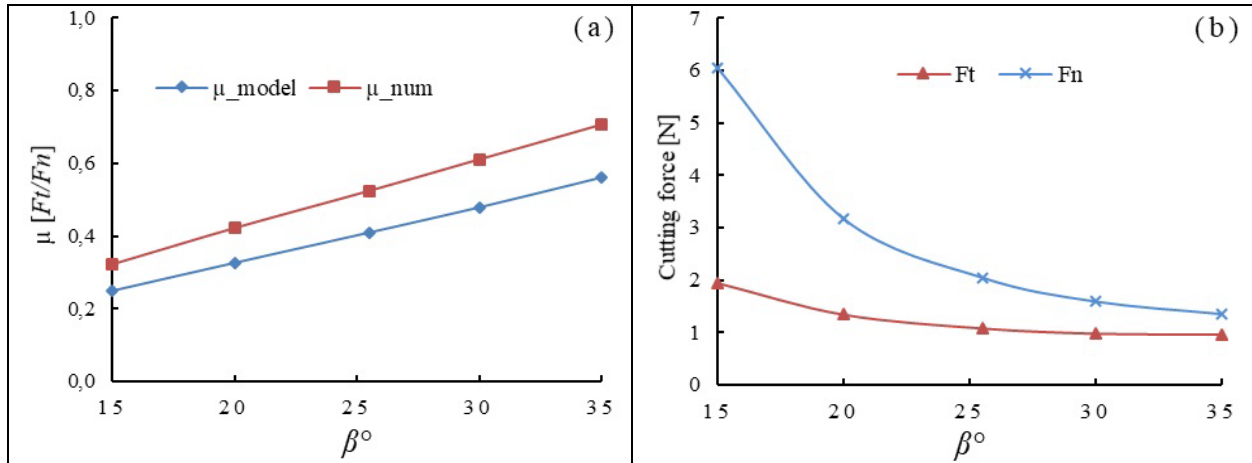 (a)
μ_model μ_num
μ [Ft/Fn]
1,0
0,8
0,6
0,4
0,2
0,0
15 20 25 30 35
β°
(b)
Ft Fn
Cutting force [N]
7
6
5
4
3
2
1
0
15 20 25 30 35
β°